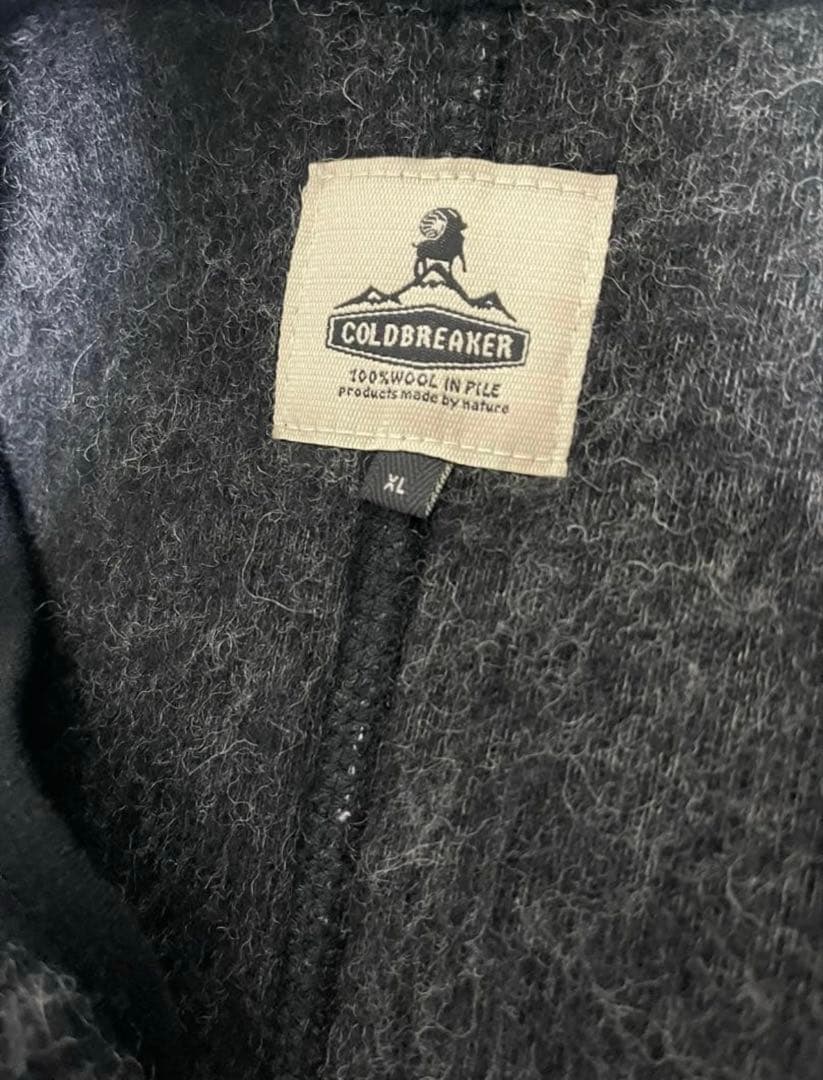 COLDBREAKER
100%WOOL IN PILE
products made by nature
XL